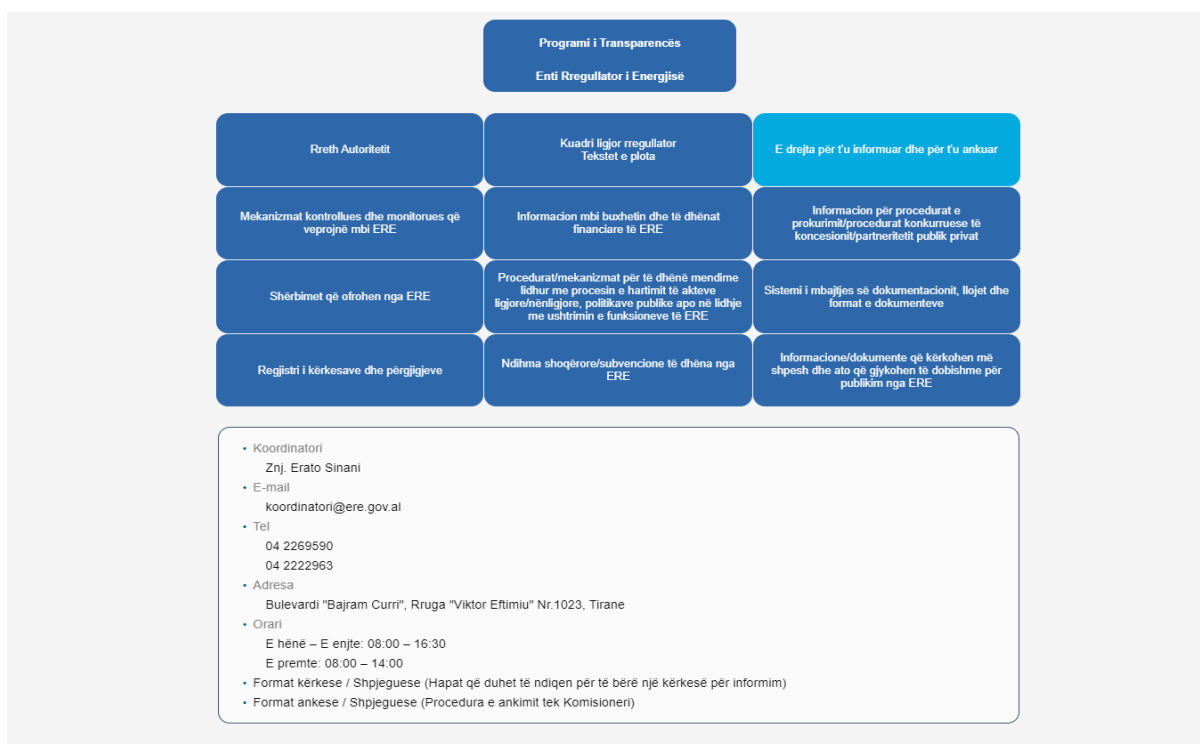 Programi i Transparencës
Enti Rregullator i Energjisë
Rreth Autoritetit
Kuadri ligjor rregullator
Tekstet e plota
E drejta për t'u informuar dhe për t'u ankuar
Mekanizmat kontrollues dhe monitorues që
veprojnë mbi ERE
Informacion mbi buxhetin dhe të dhënat
financiare të ERE
Informacion për procedurat e
prokurimit/procedurat konkurruese të
koncesionit/partneritetit publik privat
Shërbimet që ofrohen nga ERE
Procedurat/mekanizmat për të dhënë mendime
lidhur me procesin e hartimit të akteve
ligjore/nënligjore, politikave publike apo në lidhje
me ushtrimin e funksioneve të ERE
Sistemi i mbajtjes së dokumentacionit, llojet dhe
format e dokumenteve
Regjistri i kërkesave dhe përgjigjeve
Ndihma shoqërore/subvencione të dhëna nga
ERE
Informacione/dokumente që kërkohen më
shpesh dhe ato që gjykohen të dobishme për
publikim nga ERE
• Koordinatori
Znj. Erato Sinani
• E-mail
koordinatori@ere.gov.al
• Tel
04 2269590
04 2222963
• Adresa
Bulevardi "Bajram Curri", Rruga "Viktor Eftimiu" Nr.1023, Tirane
• Orari
E hënë – E enjte: 08:00 – 16:30
E premte: 08:00 – 14:00
• Format kërkese / Shpjeguese (Hapat që duhet të ndiqen për të bërë një kërkesë për informim)
• Format ankese / Shpjeguese (Procedura e ankimit tek Komisioneri)